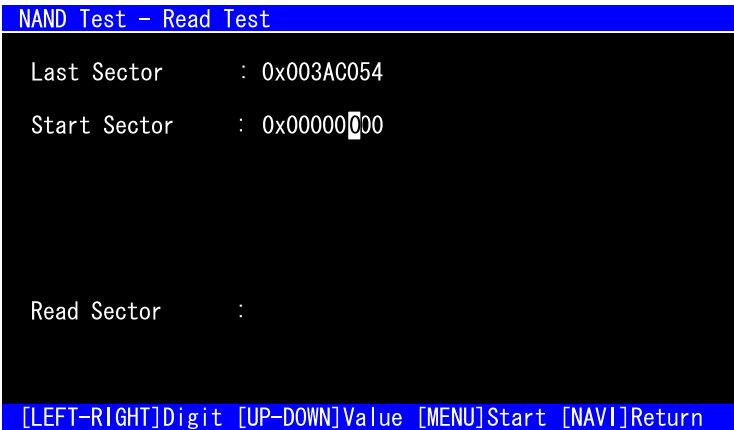 NAND Test - Read Test
Last Sector : 0x003AC054
Start Sector : 0x00000000
Read Sector :
[LEFT-RIGHT]Digit [UP-DOWN]Value [MENU]Start [NAVI]Return